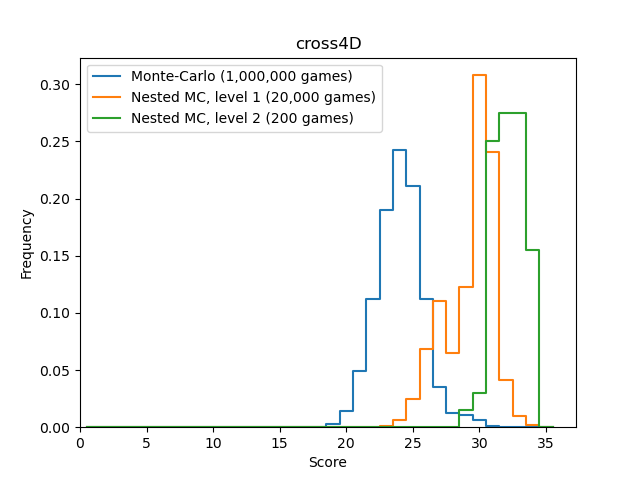 cross4D
Monte-Carlo (1,000,000 games)
Nested MC, level 1 (20,000 games)
Nested MC, level 2 (200 games)
Frequency
0.30
0.25
0.20
0.15
0.10
0.05
0.00
0 5 10 15 20 25 30 35
Score